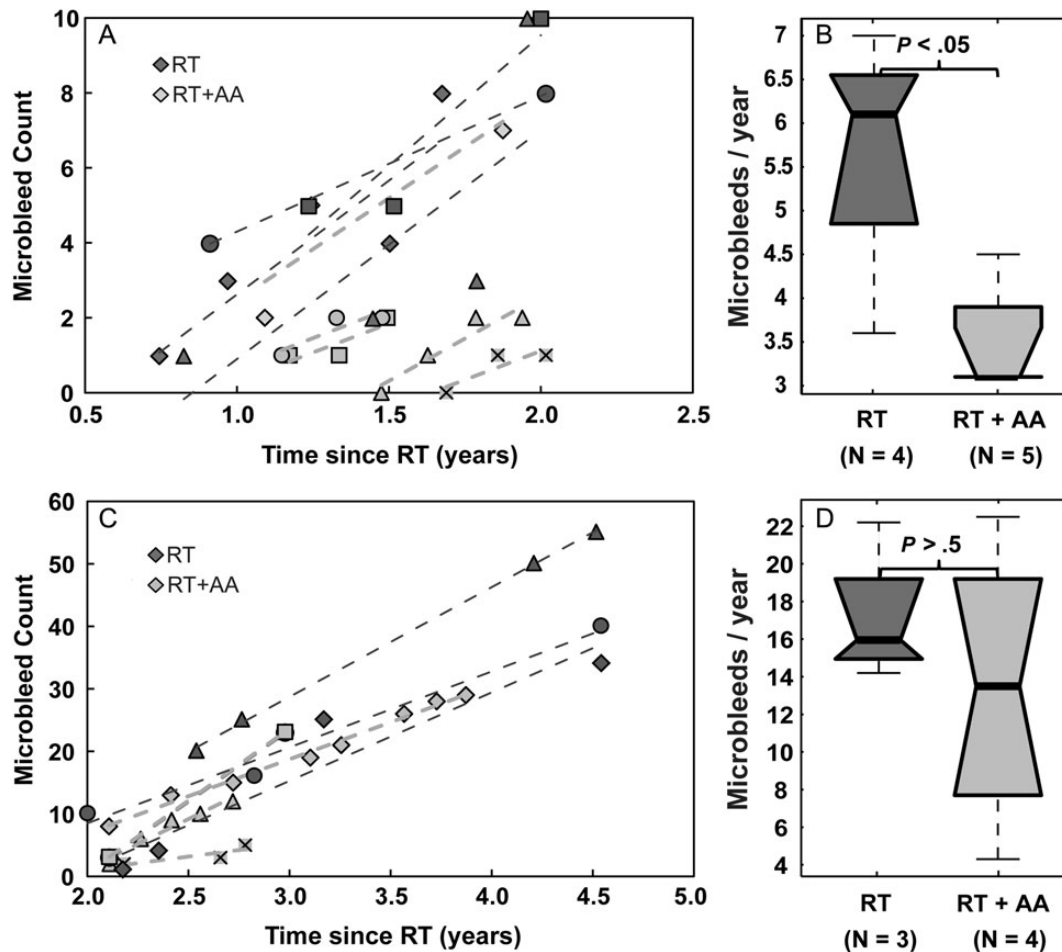 A
RT
RT+AA
Microbleed Count
10
8
6
4
2
0
0.5 1.0 1.5 2.0 2.5
Time since RT (years)
B
P < .05
Microbleeds / year
7
6.5
6
5.5
5
4.5
4
3.5
3
RT RT + AA
(N = 4) (N = 5)
C
RT
RT+AA
Microbleed Count
60
50
40
30
20
10
0
2.0 2.5 3.0 3.5 4.0 4.5 5.0
Time since RT (years)
D
P > .5
Microbleeds / year
22
20
18
16
14
12
10
8
6
4
RT RT + AA
(N = 3) (N = 4)